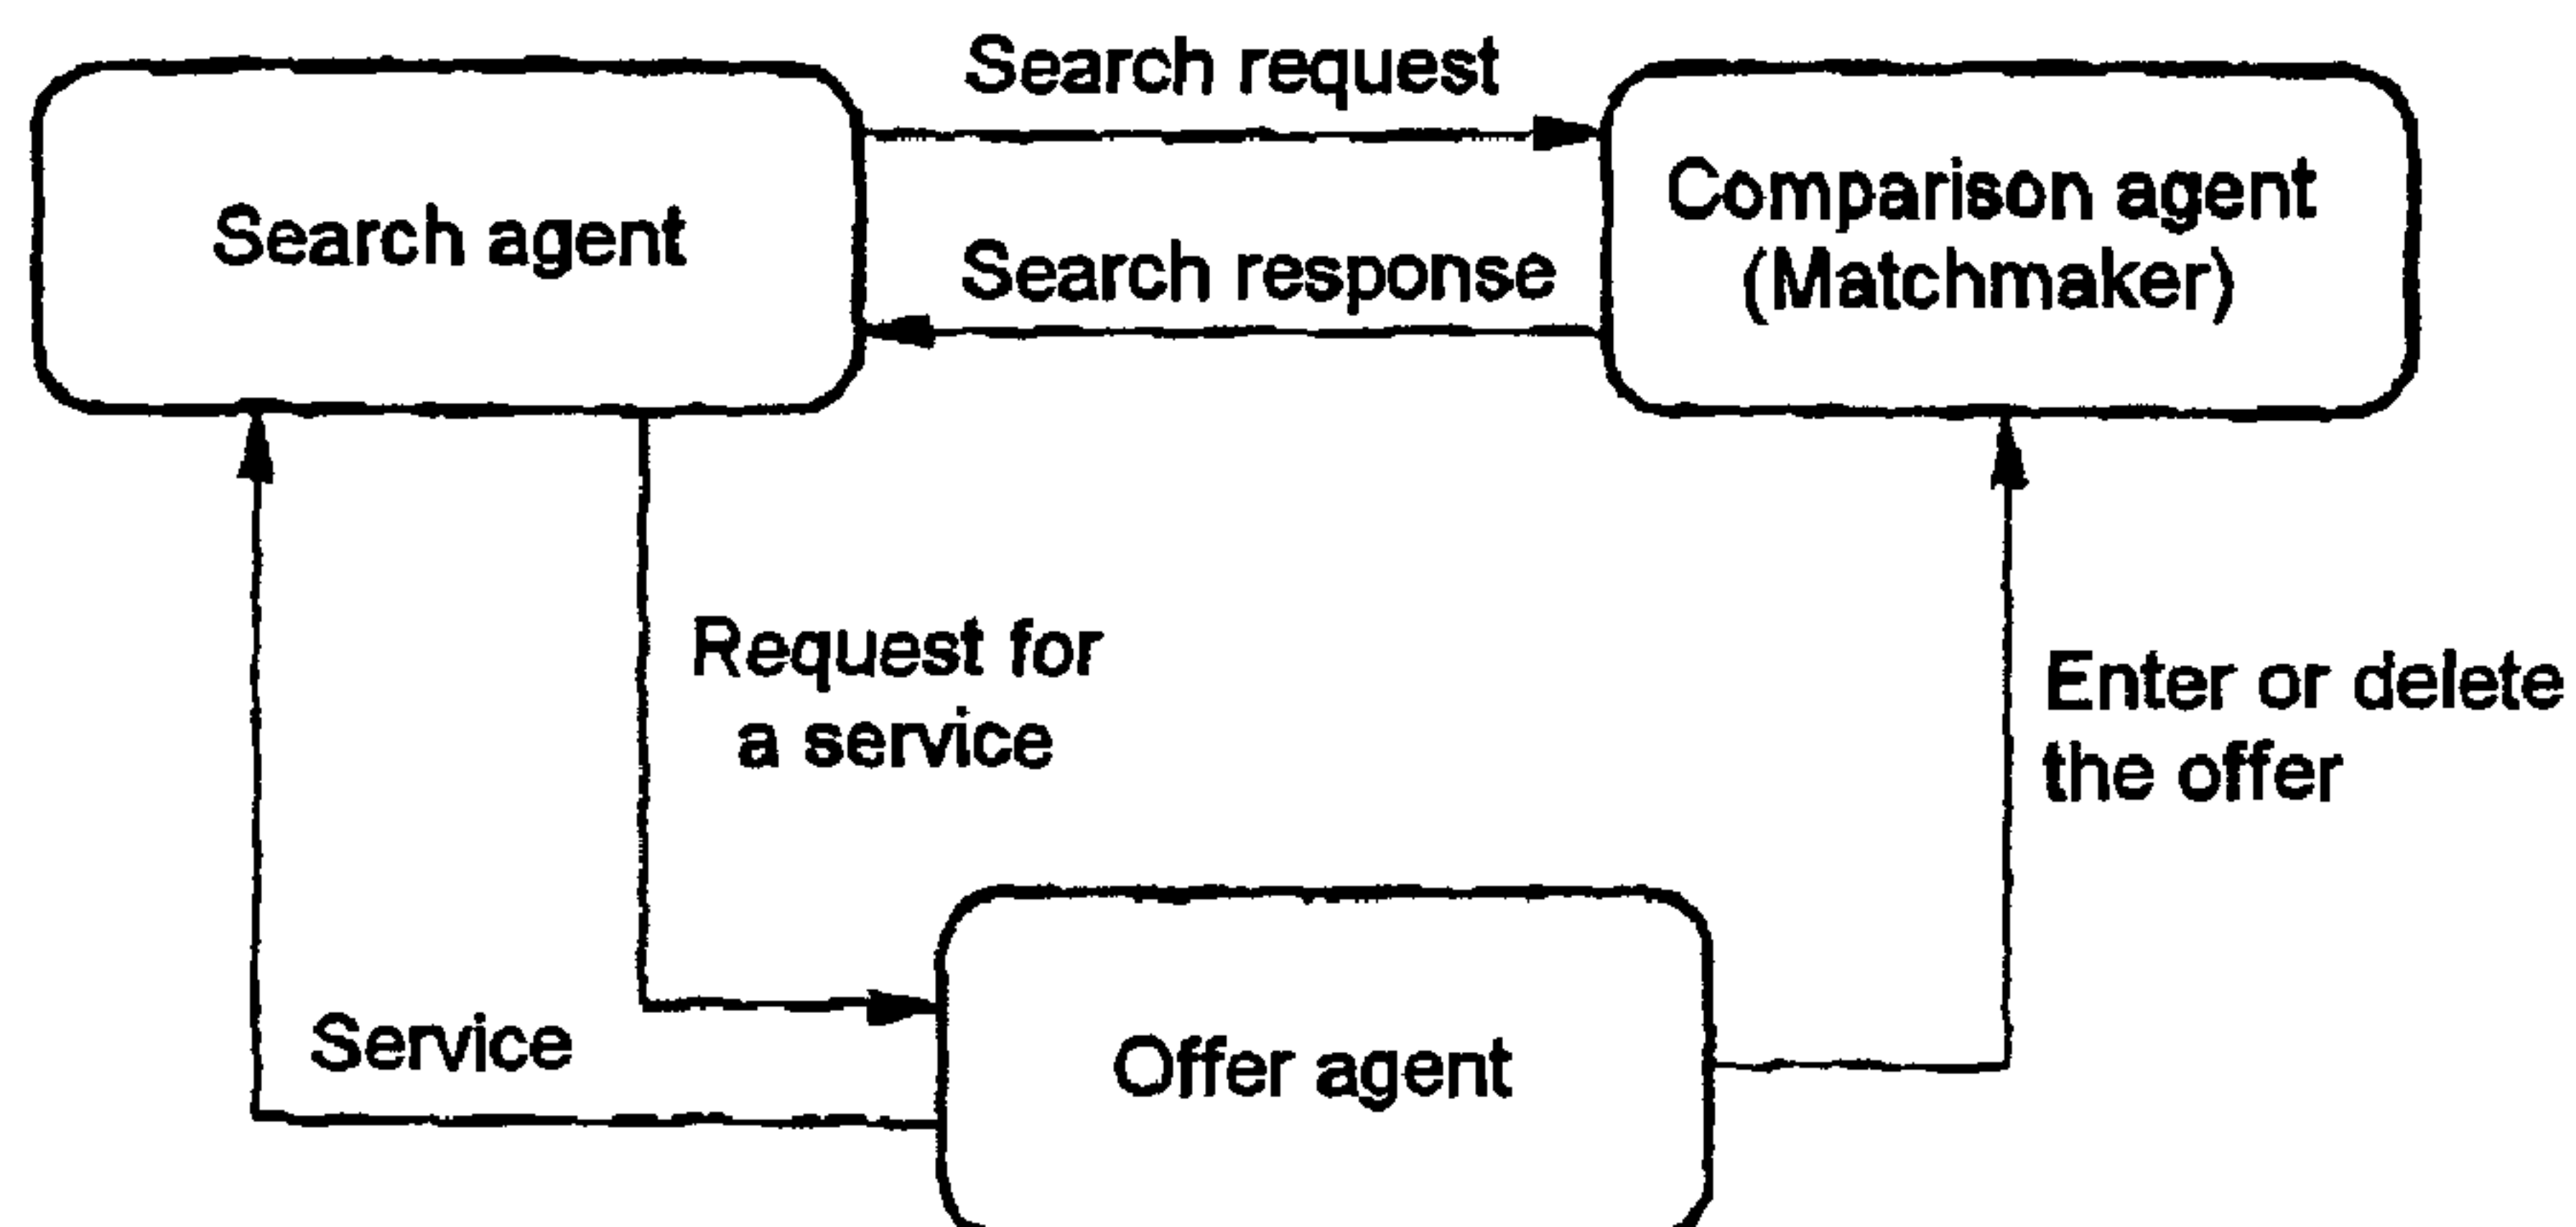 Search request
Search agent
Comparison agent
(Matchmaker)
Search response
Request for
a service
Enter or delete
the offer
Service
Offer agent